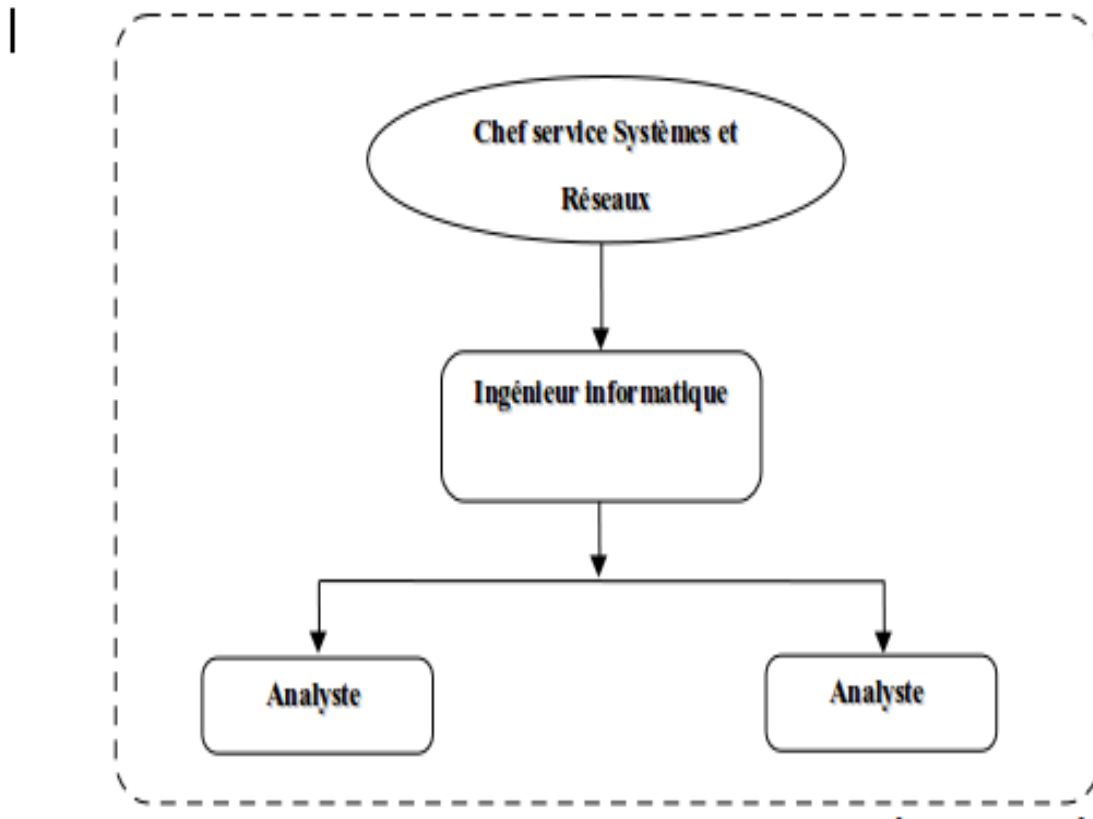 Chef service Systèmes et
Réseaux
Ingénieur informatique
Analyste
Analyste